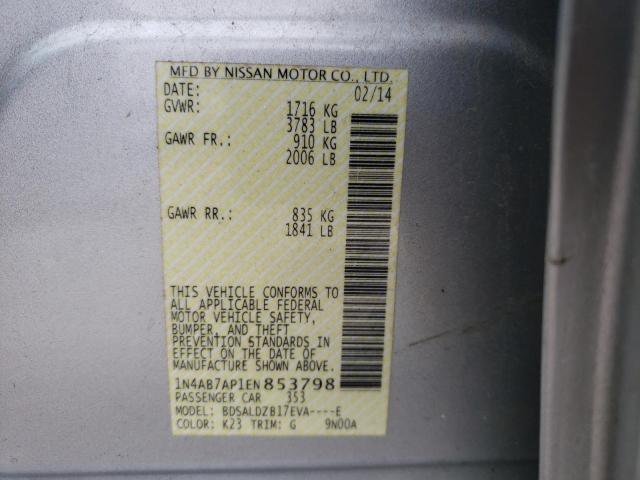 MFD BY NISSAN MOTOR CO., LTD.
DATE: 02/14
GVWR: 1716 KG
3783 LB
GAWR FR.: 910 KG
2006 LB
GAWR RR.: 835 KG
1841 LB
THIS VEHICLE CONFORMS TO
ALL APPLICABLE FEDERAL
MOTOR VEHICLE SAFETY,
BUMPER, AND THEFT
PREVENTION STANDARDS IN
EFFECT ON THE DATE OF
MANUFACTURE SHOWN ABOVE.
1N4AB7AP1EN853798
PASSENGER CAR 353
MODEL: BDSALDZB17EVA----E
COLOR: K23 TRIM: G 9N00A